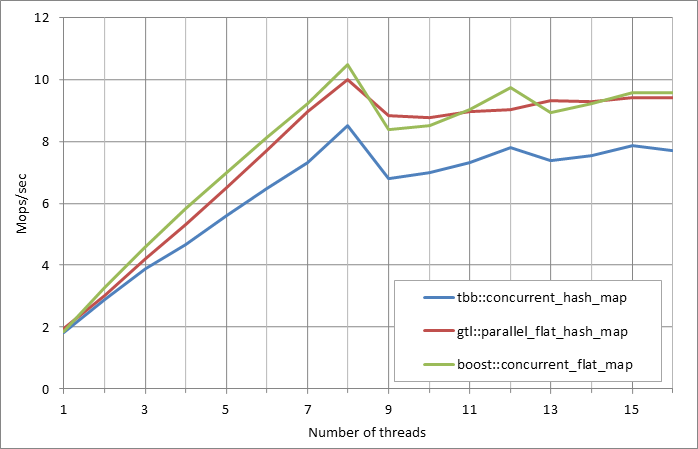 12
10
8
6
4
2
0
Mops/sec
tbb::concurrent_hash_map
gtl::parallel_flat_hash_map
boost::concurrent_flat_map
1 3 5 7 9 11 13 15
Number of threads